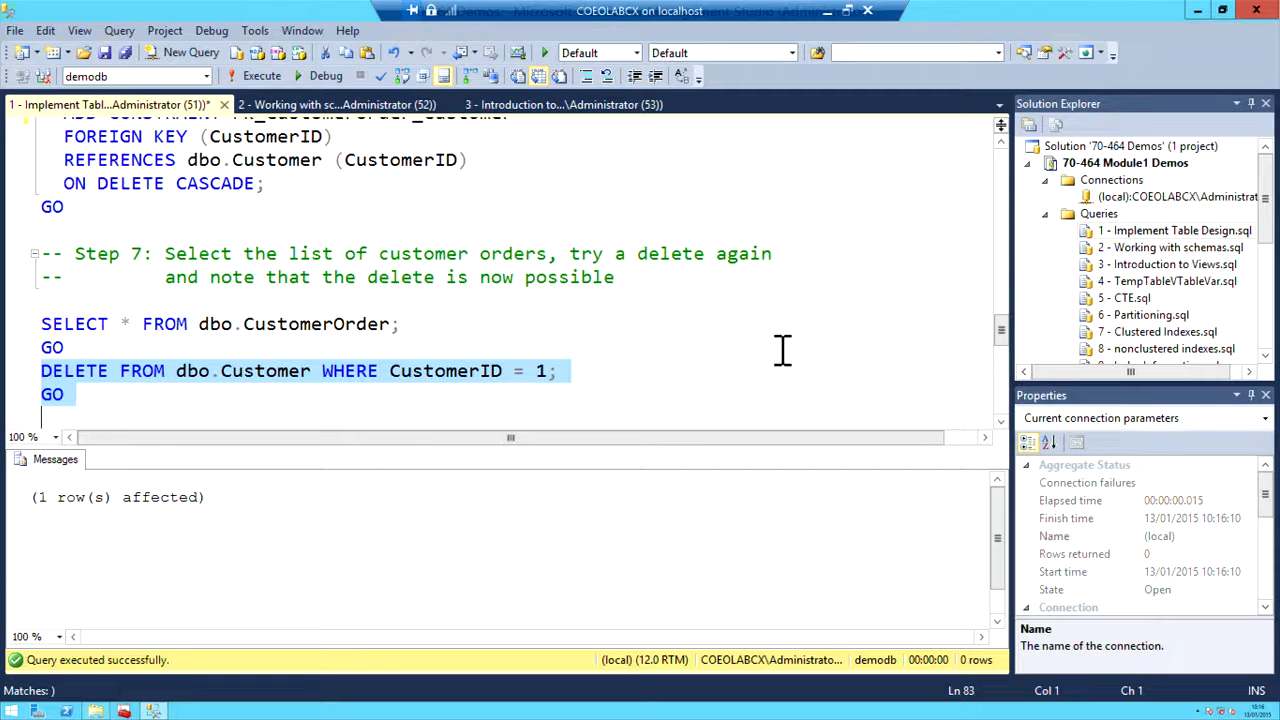 COEOLABCX on localhost
File Edit View Query Project Debug Tools Window Help
New Query Default Default
demodb Execute Debug
1 - Implement Tabl...Administrator (51))* 2 - Working with sc...Administrator (52)) 3 - Introduction to...\Administrator (53))
FOREIGN KEY (CustomerID)
REFERENCES dbo.Customer (CustomerID)
ON DELETE CASCADE;
GO
-- Step 7: Select the list of customer orders, try a delete again
-- and note that the delete is now possible
SELECT * FROM dbo.CustomerOrder;
GO
DELETE FROM dbo.Customer WHERE CustomerID = 1;
GO
100 %
Messages
(1 row(s) affected)
100 %
Query executed successfully. (local) (12.0 RTM) COEOLABCX\Administrato... demodb 00:00:00 0 rows
Matches: ) Ln 83 Col 1 Ch 1 INS
Solution Explorer
Solution '70-464 Demos' (1 project)
70-464 Module1 Demos
Connections
(local):COEOLABCX\Administrat
Queries
1 - Implement Table Design.sql
2 - Working with schemas.sql
3 - Introduction to Views.sql
4 - TempTableVTableVar.sql
5 - CTE.sql
6 - Partitioning.sql
7 - Clustered Indexes.sql
8 - nonclustered indexes.sql
Properties
Current connection parameters
Aggregate Status
Connection failures
Elapsed time 00:00:00.015
Finish time 13/01/2015 10:16:10
Name (local)
Rows returned 0
Start time 13/01/2015 10:16:10
State Open
Connection
Name
The name of the connection.
10:16
13/01/2015